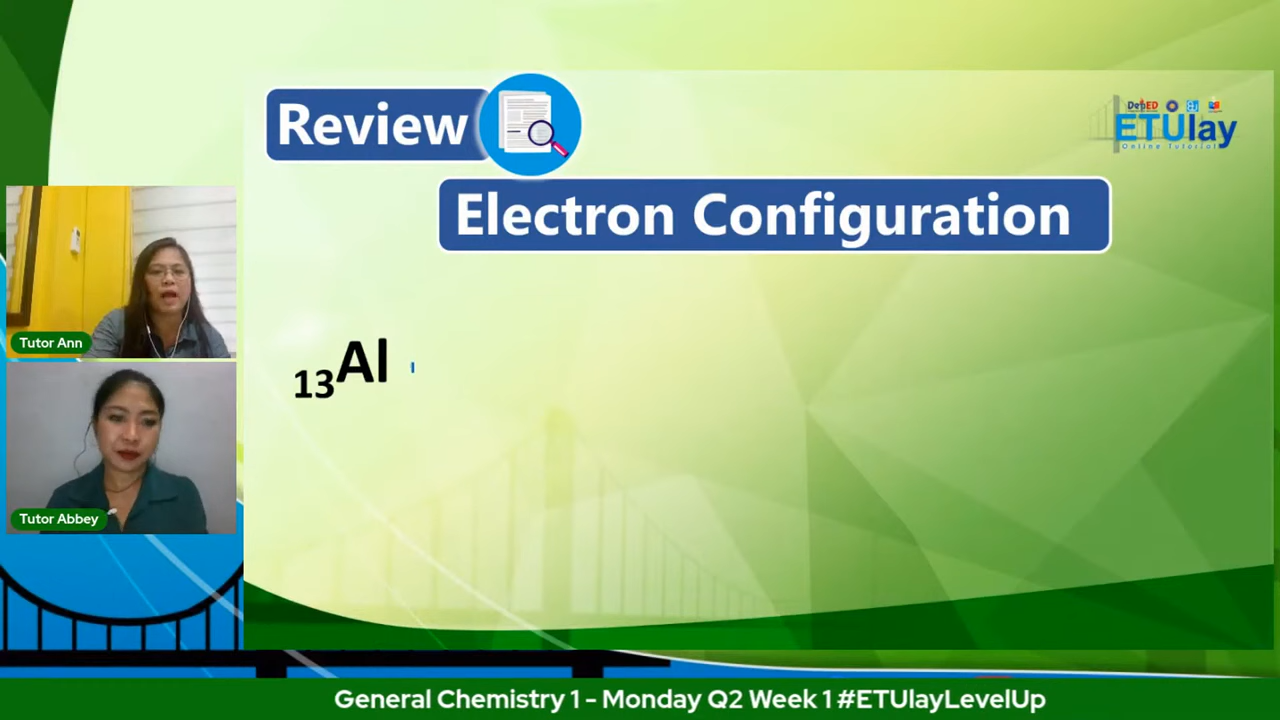 Review
DepED
ETUlay
Online Tutorial
Electron Configuration
13Al
Tutor Ann
Tutor Abbey
General Chemistry 1 - Monday Q2 Week 1 #ETUlayLevelUp